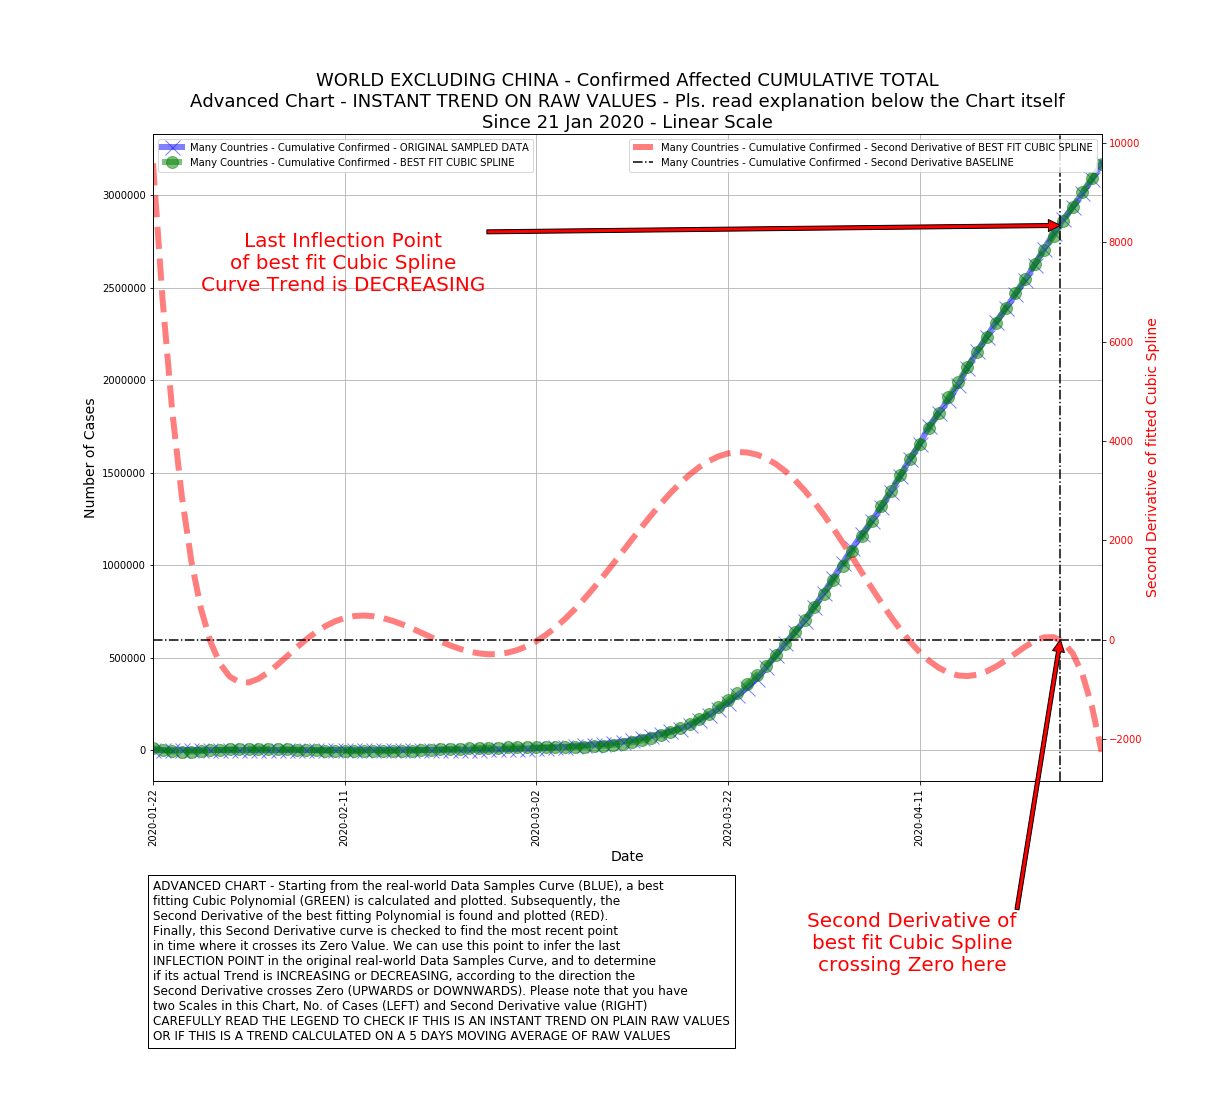 WORLD EXCLUDING CHINA - Confirmed Affected CUMULATIVE TOTAL
Advanced Chart - INSTANT TREND ON RAW VALUES - Pls. read explanation below the Chart itself
Since 21 Jan 2020 - Linear Scale
Many Countries - Cumulative Confirmed - ORIGINAL SAMPLED DATA
Many Countries - Cumulative Confirmed - BEST FIT CUBIC SPLINE
Many Countries - Cumulative Confirmed - Second Derivative of BEST FIT CUBIC SPLINE
Many Countries - Cumulative Confirmed - Second Derivative BASELINE
Last Inflection Point
of best fit Cubic Spline
Curve Trend is DECREASING
Number of Cases
3000000
2500000
2000000
1500000
1000000
500000
0
10000
8000
6000
4000
2000
0
−2000
Second Derivative of fitted Cubic Spline
2020-01-22
2020-02-11
2020-03-02
2020-03-22
2020-04-11
Date
ADVANCED CHART - Starting from the real-world Data Samples Curve (BLUE), a best
fitting Cubic Polynomial (GREEN) is calculated and plotted. Subsequently, the
Second Derivative of the best fitting Polynomial is found and plotted (RED).
Finally, this Second Derivative curve is checked to find the most recent point
in time where it crosses its Zero Value. We can use this point to infer the last
INFLECTION POINT in the original real-world Data Samples Curve, and to determine
if its actual Trend is INCREASING or DECREASING, according to the direction the
Second Derivative crosses Zero (UPWARDS or DOWNWARDS). Please note that you have
two Scales in this Chart, No. of Cases (LEFT) and Second Derivative value (RIGHT)
CAREFULLY READ THE LEGEND TO CHECK IF THIS IS AN INSTANT TREND ON PLAIN RAW VALUES
OR IF THIS IS A TREND CALCULATED ON A 5 DAYS MOVING AVERAGE OF RAW VALUES
Second Derivative of
best fit Cubic Spline
crossing Zero here